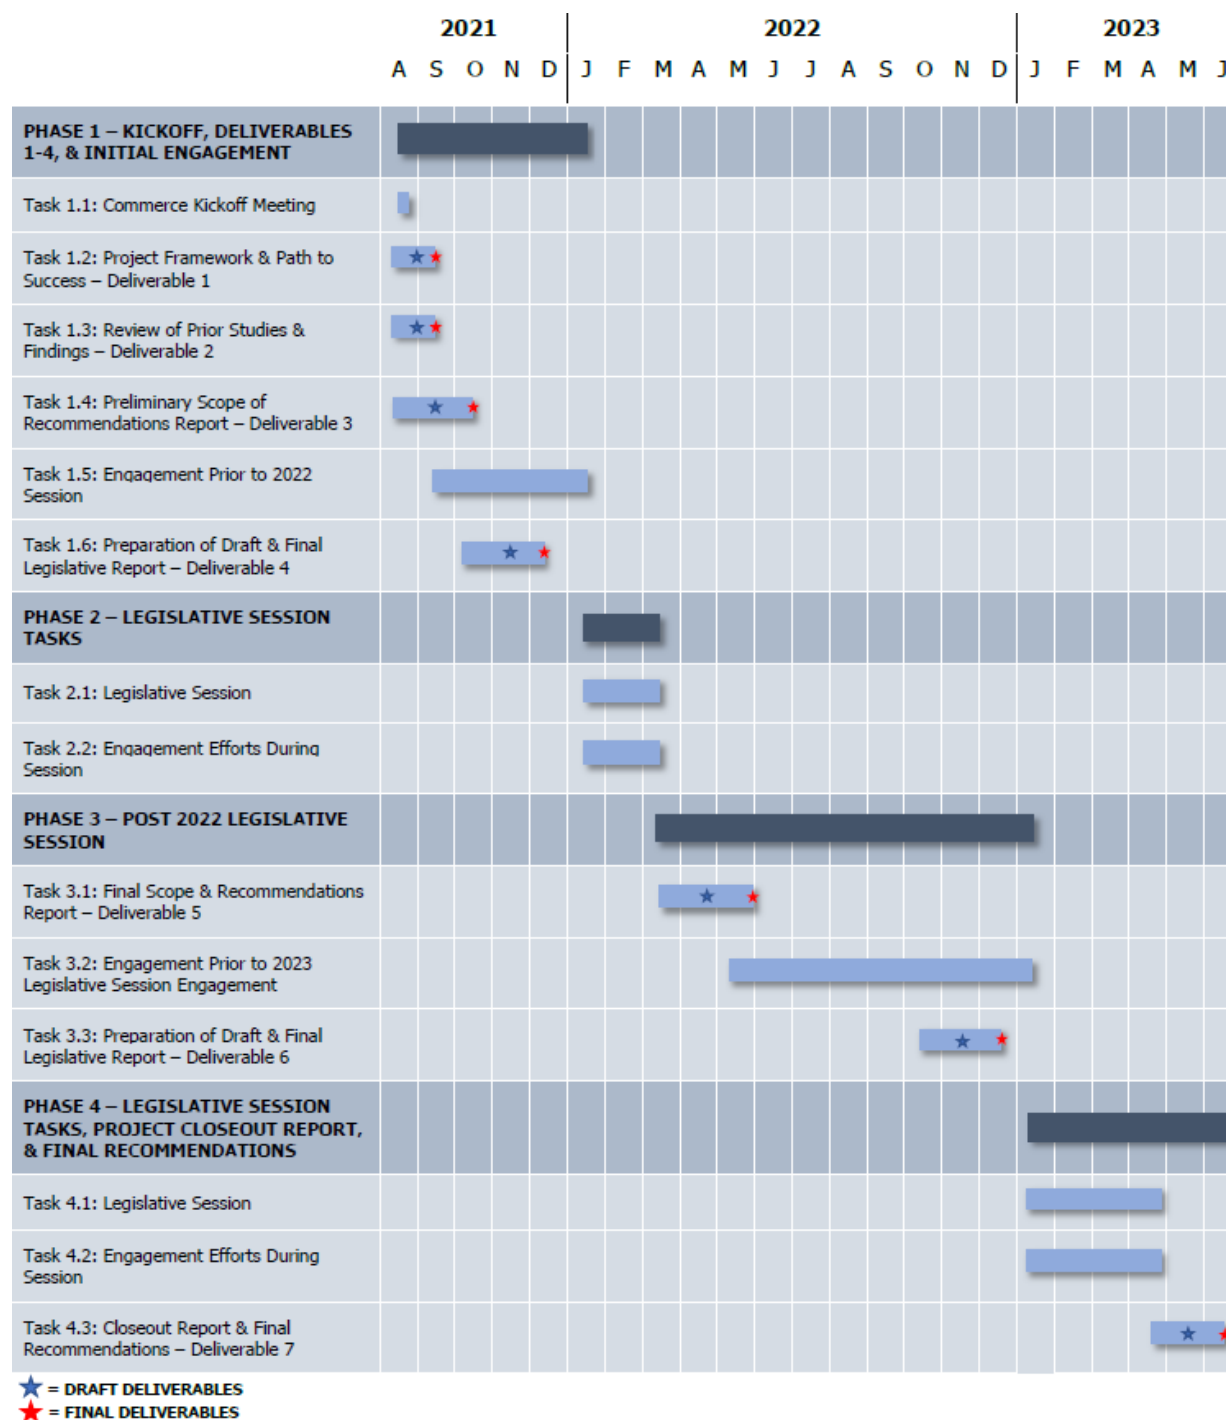 2021 2022 2023
A S O N D J F M A M J J A S O N D J F M A M J
PHASE 1 – KICKOFF, DELIVERABLES
1-4, & INITIAL ENGAGEMENT
Task 1.1: Commerce Kickoff Meeting
Task 1.2: Project Framework & Path to
Success – Deliverable 1
Task 1.3: Review of Prior Studies &
Findings – Deliverable 2
Task 1.4: Preliminary Scope of
Recommendations Report – Deliverable 3
Task 1.5: Engagement Prior to 2022
Session
Task 1.6: Preparation of Draft & Final
Legislative Report – Deliverable 4
PHASE 2 – LEGISLATIVE SESSION
TASKS
Task 2.1: Legislative Session
Task 2.2: Engagement Efforts During
Session
PHASE 3 – POST 2022 LEGISLATIVE
SESSION
Task 3.1: Final Scope & Recommendations
Report – Deliverable 5
Task 3.2: Engagement Prior to 2023
Legislative Session Engagement
Task 3.3: Preparation of Draft & Final
Legislative Report – Deliverable 6
PHASE 4 – LEGISLATIVE SESSION
TASKS, PROJECT CLOSEOUT REPORT,
& FINAL RECOMMENDATIONS
Task 4.1: Legislative Session
Task 4.2: Engagement Efforts During
Session
Task 4.3: Closeout Report & Final
Recommendations – Deliverable 7
= DRAFT DELIVERABLES
= FINAL DELIVERABLES